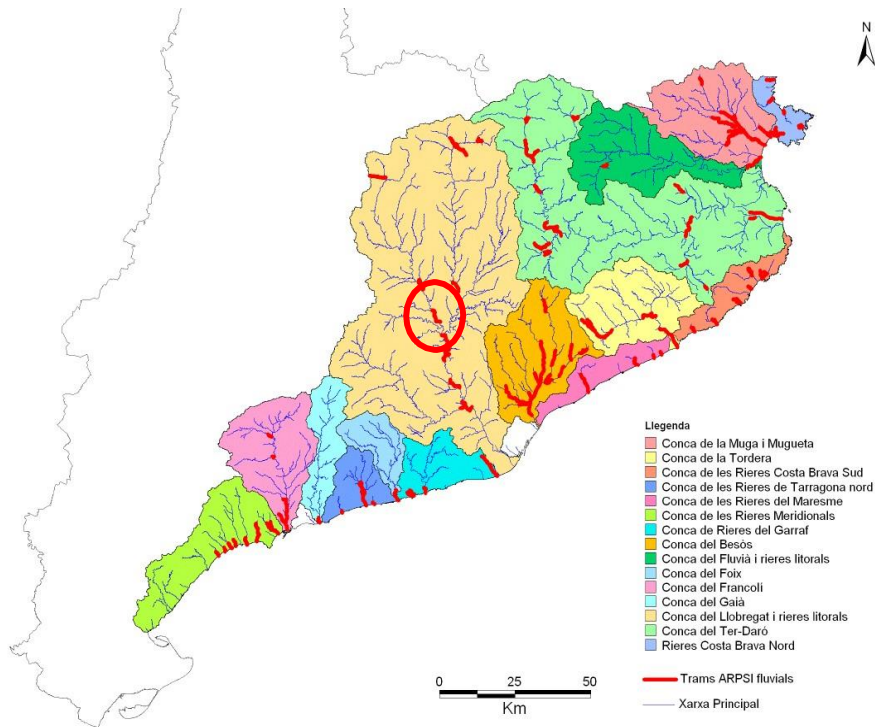 N
Llegenda
Conca de la Muga i Mugueta
Conca de la Tordera
Conca de les Rieres Costa Brava Sud
Conca de les Rieres de Tarragona nord
Conca de les Rieres del Maresme
Conca de les Rieres Meridionals
Conca de Rieres del Garraf
Conca del Besòs
Conca del Fluvià i rieres litorals
Conca del Foix
Conca del Francolí
Conca del Gaià
Conca del Llobregat i rieres litorals
Conca del Ter-Daró
Rieres Costa Brava Nord
Trams ARPSI fluvials
Xarxa Principal
0 25 50
Km